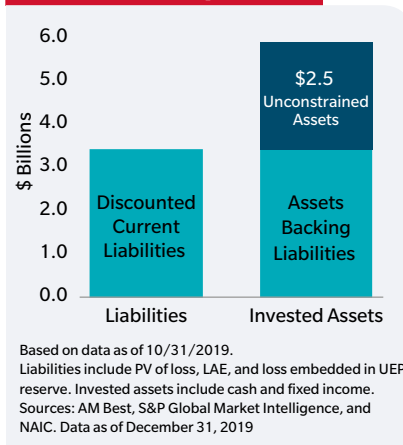 6.0
5.0
4.0
3.0
2.0
1.0
0.0
$ Billions
$2.5
Unconstrained
Assets
Discounted
Current
Liabilities
Assets
Backing
Liabilities
Liabilities
Invested Assets
Based on data as of 10/31/2019.
Liabilities include PV of loss, LAE, and loss embedded in UEP
reserve. Invested assets include cash and fixed income.
Sources: AM Best, S&P Global Market Intelligence, and
NAIC. Data as of December 31, 2019